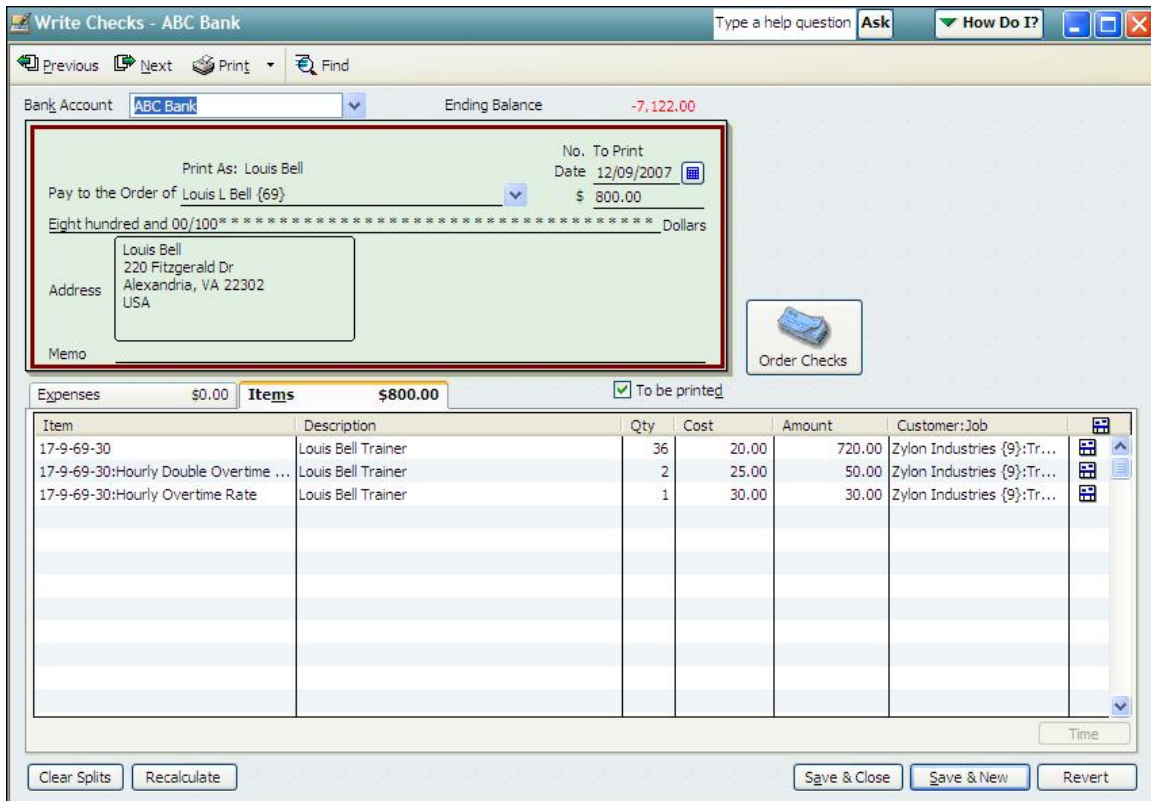 Write Checks - ABC Bank
Type a help question Ask How Do I?
Previous Next Print Find
Bank Account ABC Bank Ending Balance -7,122.00
No. To Print
Print As: Louis Bell Date 12/09/2007
Pay to the Order of Louis L Bell {69} $ 800.00
Eight hundred and 00/100* * * * * * * * * * * * * * * * * * * * * * * * * * * * * * * * * * * * Dollars
Louis Bell
220 Fitzgerald Dr
Address Alexandria, VA 22302
USA
Memo
Order Checks
Expenses $0.00 Items $800.00 To be printed
Item Description Qty Cost Amount Customer:Job
17-9-69-30 Louis Bell Trainer 36 20.00 720.00 Zylon Industries {9}:Tr...
17-9-69-30:Hourly Double Overtime ... Louis Bell Trainer 2 25.00 50.00 Zylon Industries {9}:Tr...
17-9-69-30:Hourly Overtime Rate Louis Bell Trainer 1 30.00 30.00 Zylon Industries {9}:Tr...
Time
Clear Splits Recalculate Save & Close Save & New Revert